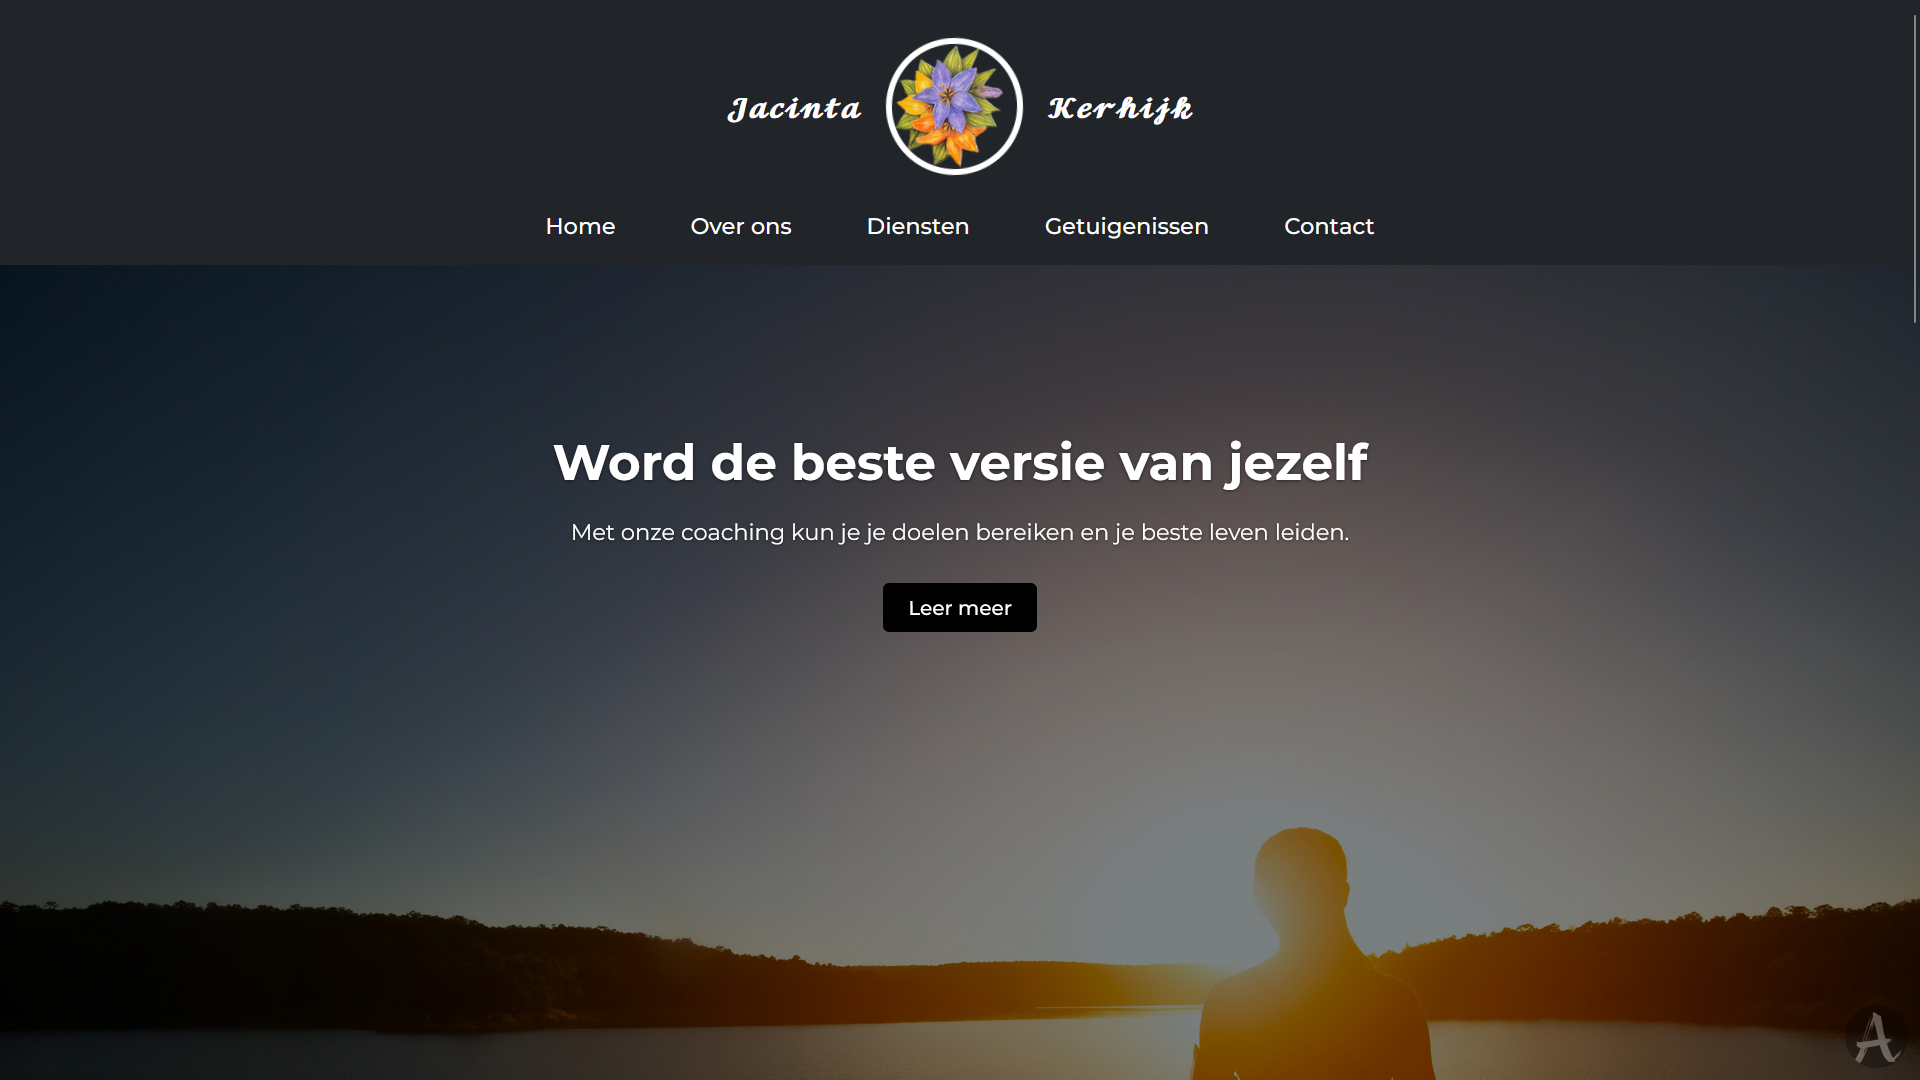 Jacinta Kerhijk
Home Over ons Diensten Getuigenissen Contact
Word de beste versie van jezelf
Met onze coaching kun je je doelen bereiken en je beste leven leiden.
Leer meer
A